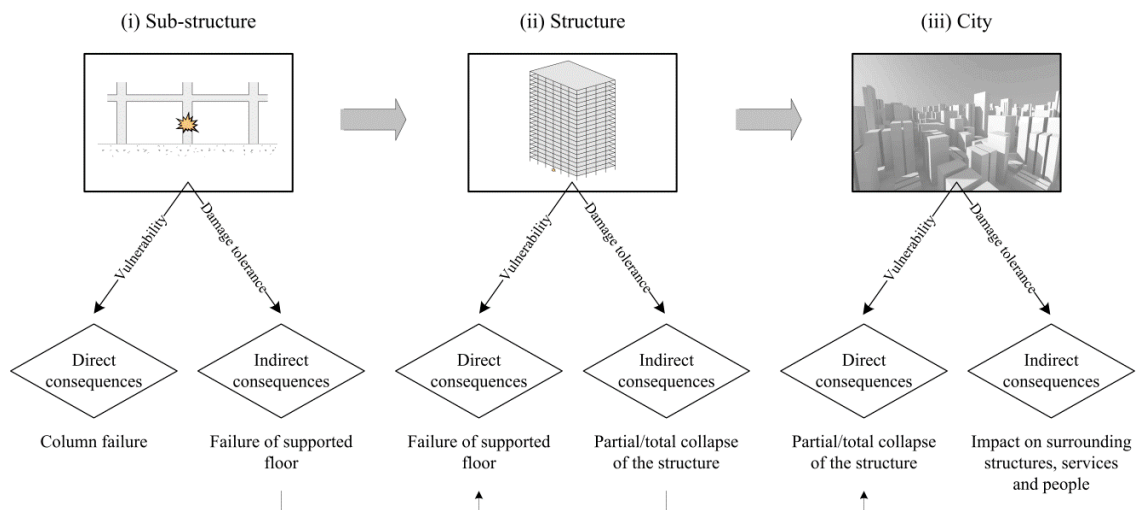 (i) Sub-structure
(ii) Structure
(iii) City
Vulnerability
Damage tolerance
Vulnerability
Damage tolerance
Vulnerability
Damage tolerance
Direct
consequences
Indirect
consequences
Direct
consequences
Indirect
consequences
Direct
consequences
Indirect
consequences
Column failure
Failure of supported
floor
Failure of supported
floor
Partial/total collapse
of the structure
Partial/total collapse
of the structure
Impact on surrounding
structures, services
and people